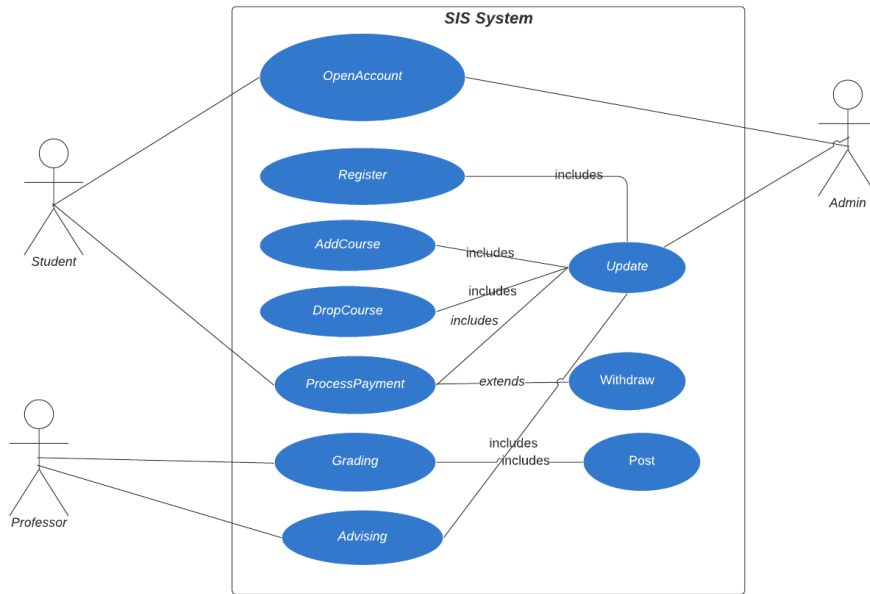 SIS System
OpenAccount
Register
includes
Admin
AddCourse
includes
Student
Update
includes
DropCourse
includes
ProcessPayment
extends
Withdraw
includes
Grading
includes
Post
Professor
Advising